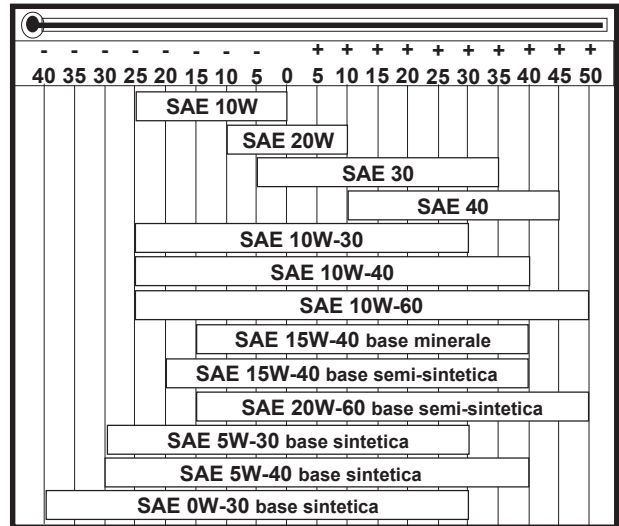 - - - - - - - - + + + + + + + + + +
40 35 30 25 20 15 10 5 0 5 10 15 20 25 30 35 40 45 50
SAE 10W
SAE 20W
SAE 30
SAE 40
SAE 10W-30
SAE 10W-40
SAE 10W-60
SAE 15W-40 base minerale
SAE 15W-40 base semi-sintetica
SAE 20W-60 base semi-sintetica
SAE 5W-30 base sintetica
SAE 5W-40 base sintetica
SAE 0W-30 base sintetica